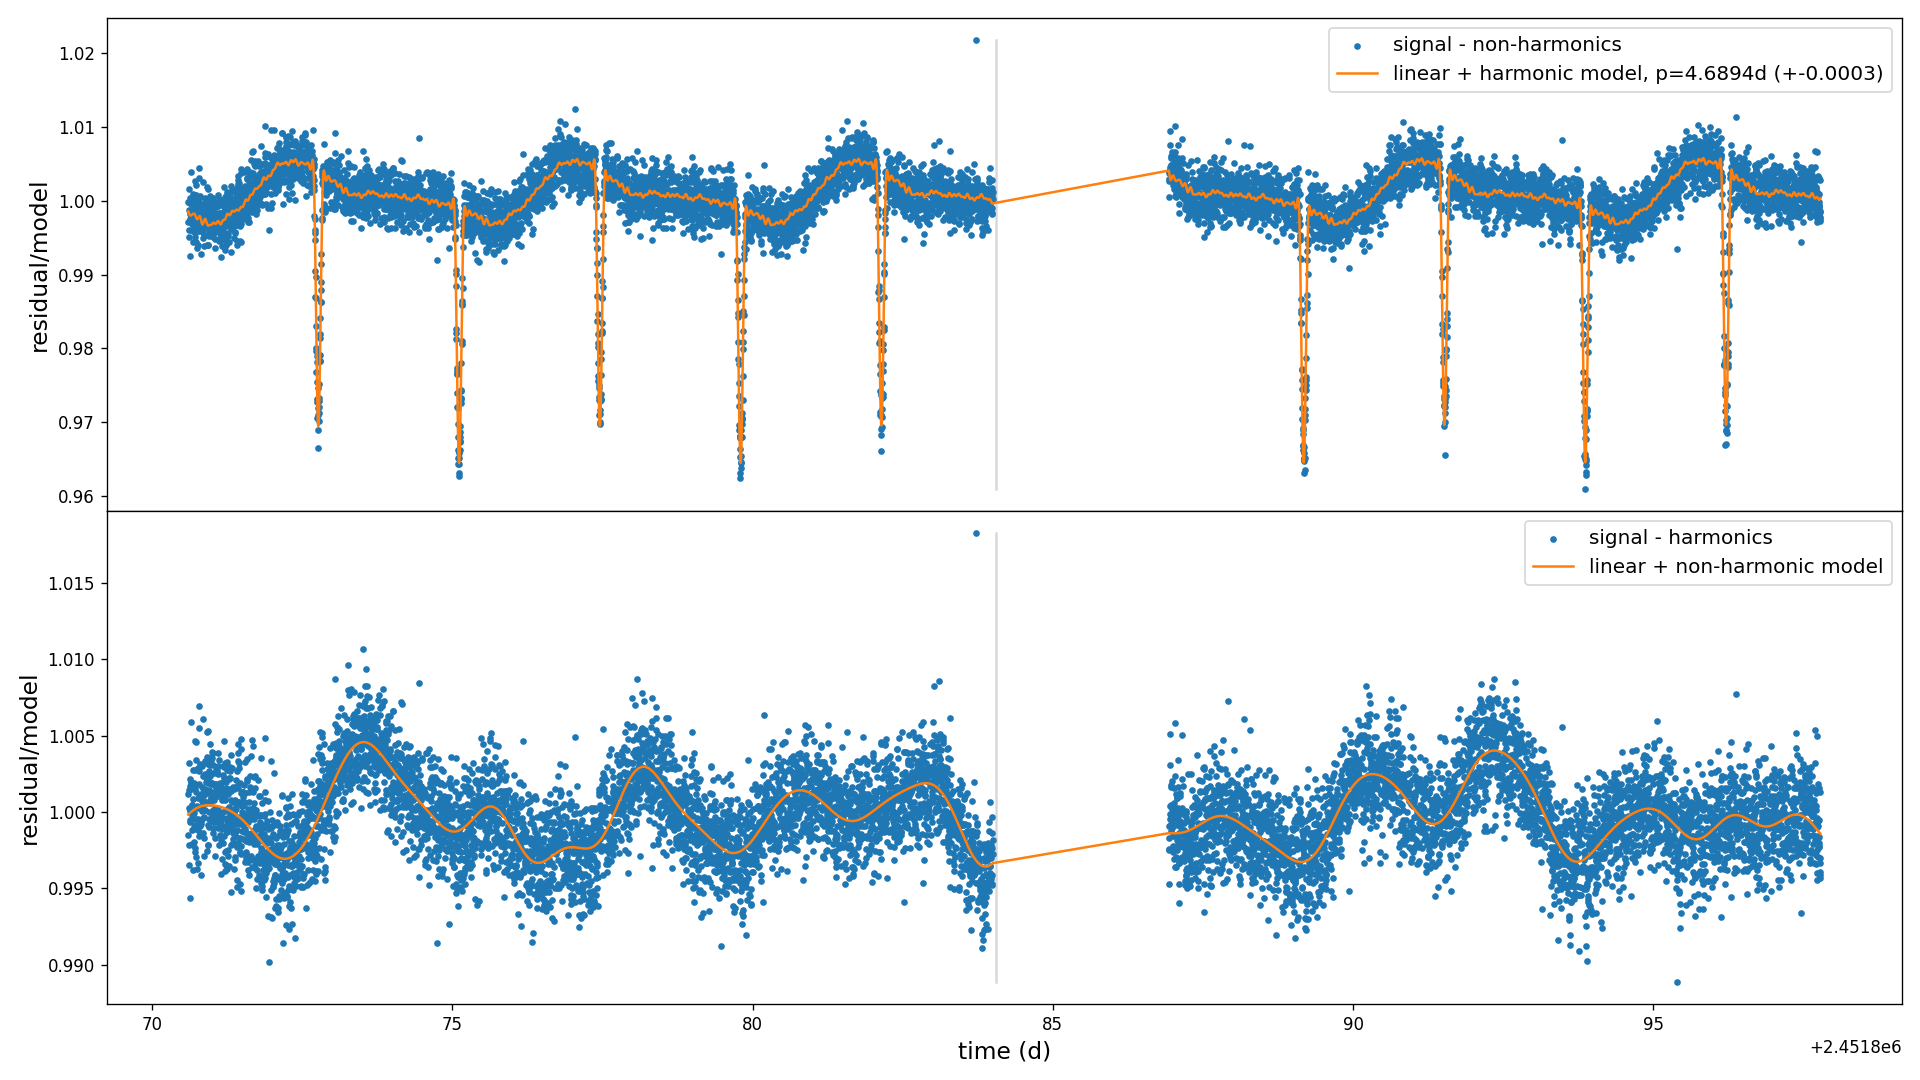 residual/model
1.02
1.01
1.00
0.99
0.98
0.97
0.96
signal - non-harmonics
linear + harmonic model, p=4.6894d (+-0.0003)
residual/model
1.015
1.010
1.005
1.000
0.995
0.990
signal - harmonics
linear + non-harmonic model
70
75
80
85
90
95
+2.4518e6
time (d)